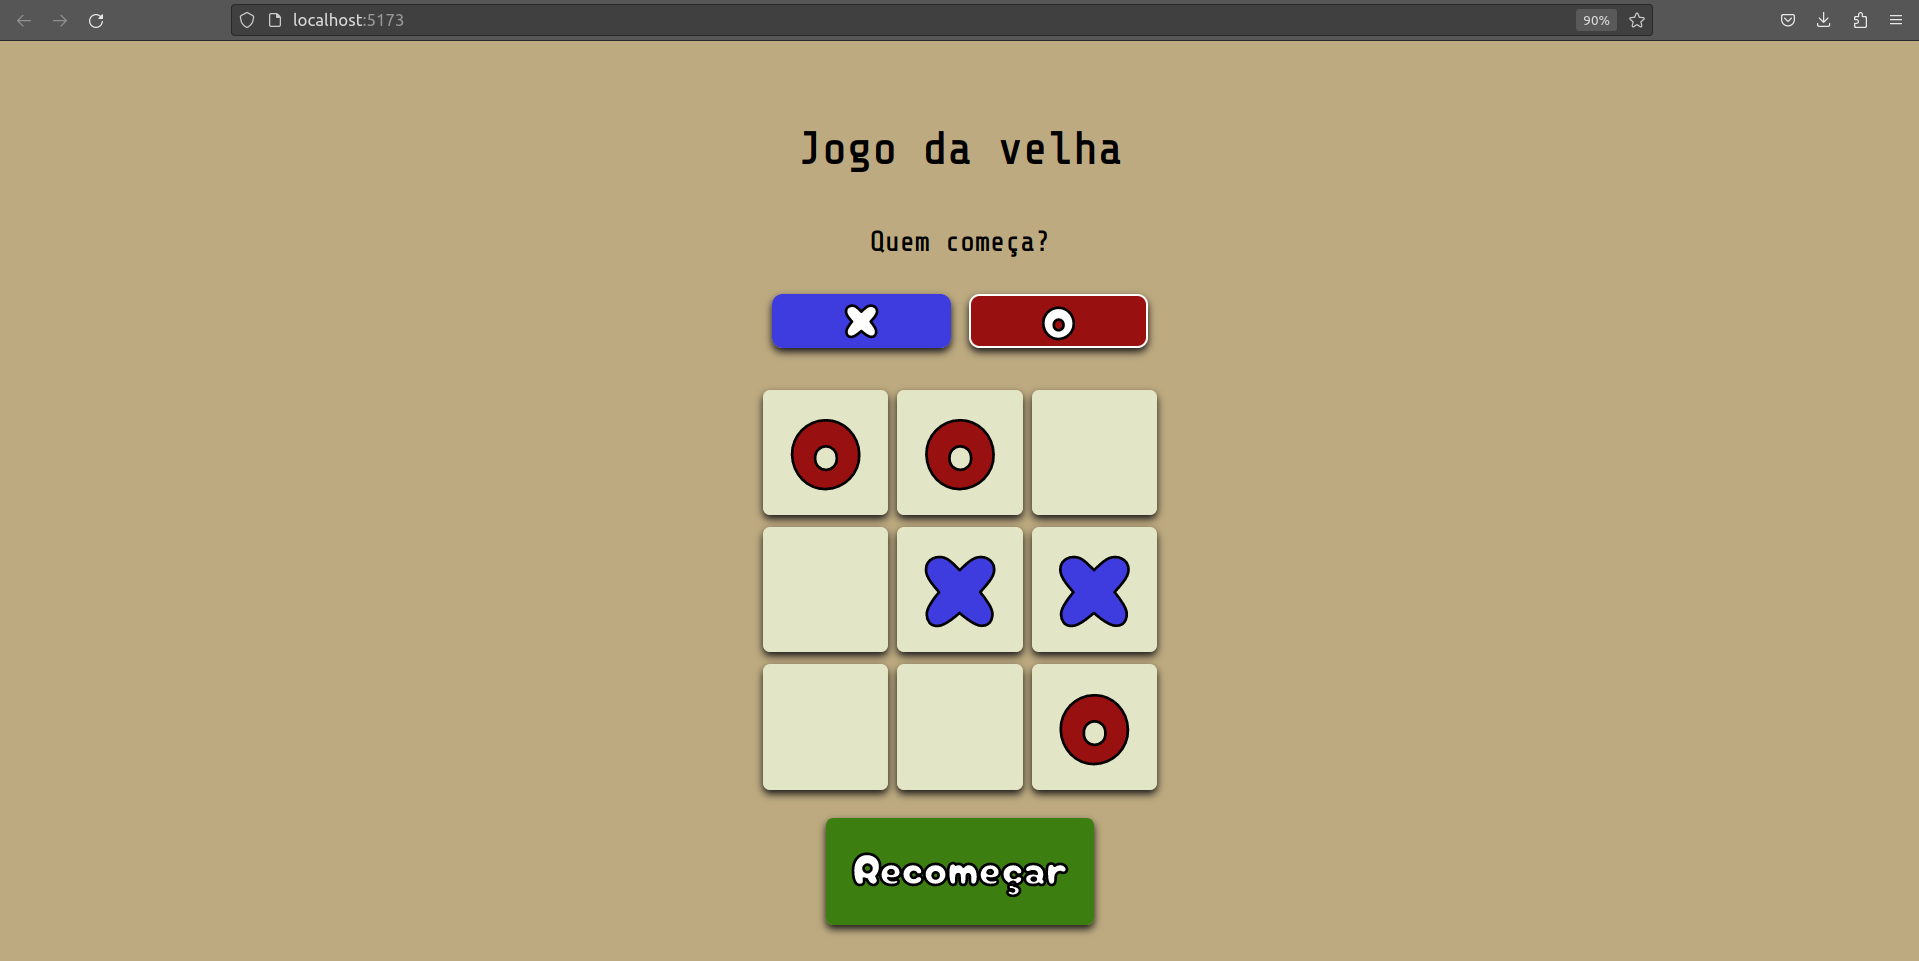 localhost:5173
90%
Jogo da velha
Quem começa?
X O
O O
X X
O
Recomeçar